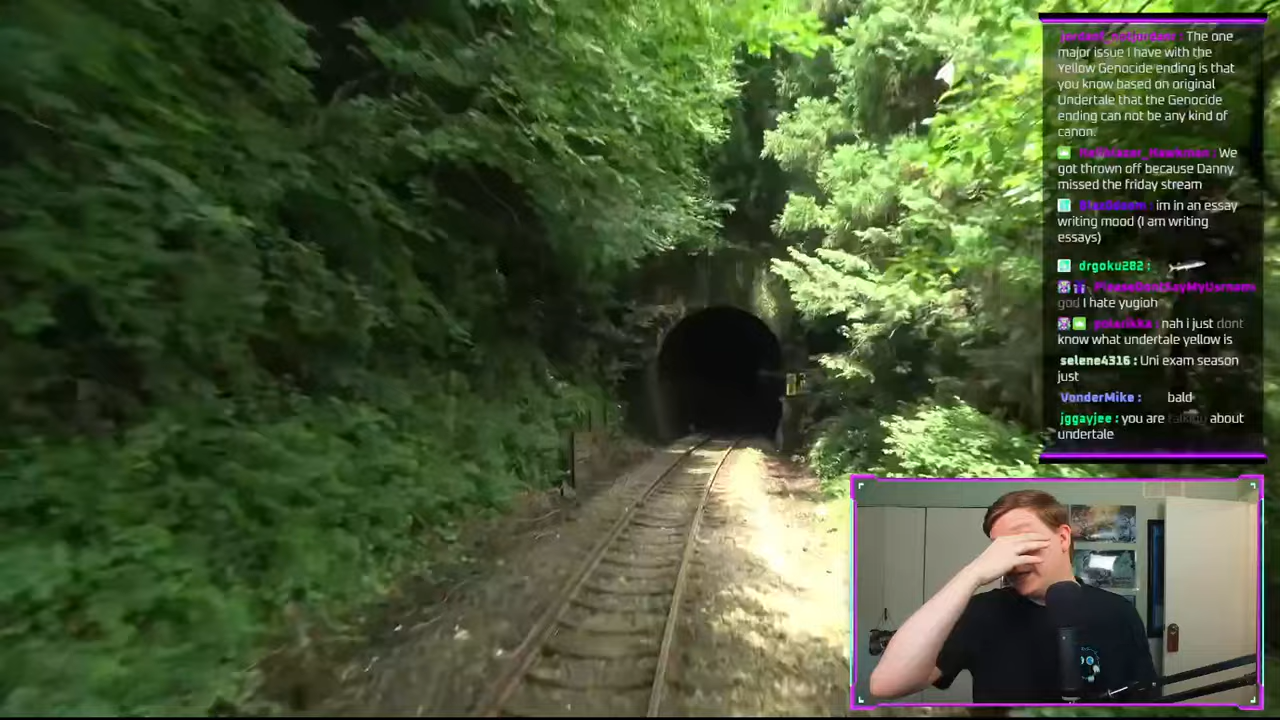 The one
major issue I have with the
Yellow Genocide ending is that
you know based on original
Undertale that the Genocide
ending can not be any kind of
canon.
Hellblazer_Hawkman : We
got thrown off because Danny
missed the friday stream
im in an essay
writing mood (I am writing
essays)
drgoku282 :
PleaseDontSayMyUsrname
god I hate yugioh
nah i just dont
know what undertale yellow is
selene4316 : Uni exam season
just
VonderMike : bald
jggayjee : you are talking about
undertale